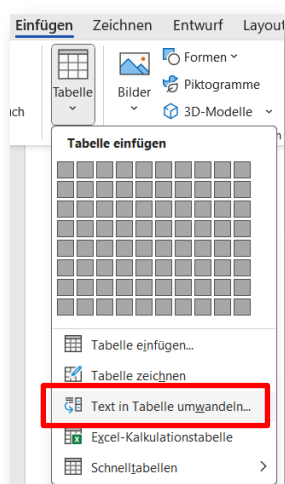 Einfügen Zeichnen Entwurf Layout
Formen
Piktogramme
3D-Modelle
Tabelle
Bilder
Tabelle einfügen
Tabelle einfügen...
Tabelle zeichnen
Text in Tabelle umwandeln...
Excel-Kalkulationstabelle
Schnelltabellen